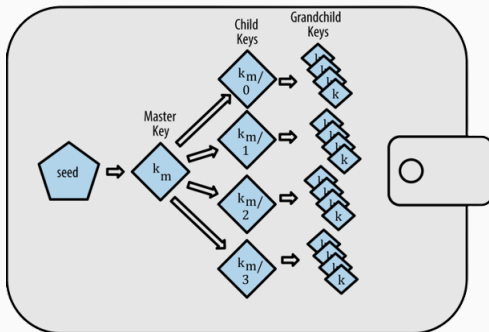 Child
Keys
Grandchild
Keys
Master
Key
seed
k m
k m/
0
k m/
1
k m/
2
k m/
3
k
k
k
k